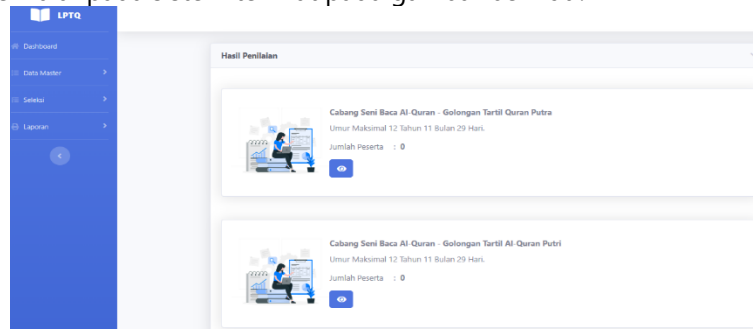 LPTQ
Dashboard
Data Master
Seleksi
Laporan
Hasil Penilaian
Cabang Seni Baca Al-Quran - Golongan Tartil Quran Putra
Umur Maksimal 12 Tahun 11 Bulan 29 Hari.
Jumlah Peserta : 0
Cabang Seni Baca Al-Quran - Golongan Tartil Al-Quran Putri
Umur Maksimal 12 Tahun 11 Bulan 29 Hari.
Jumlah Peserta : 0